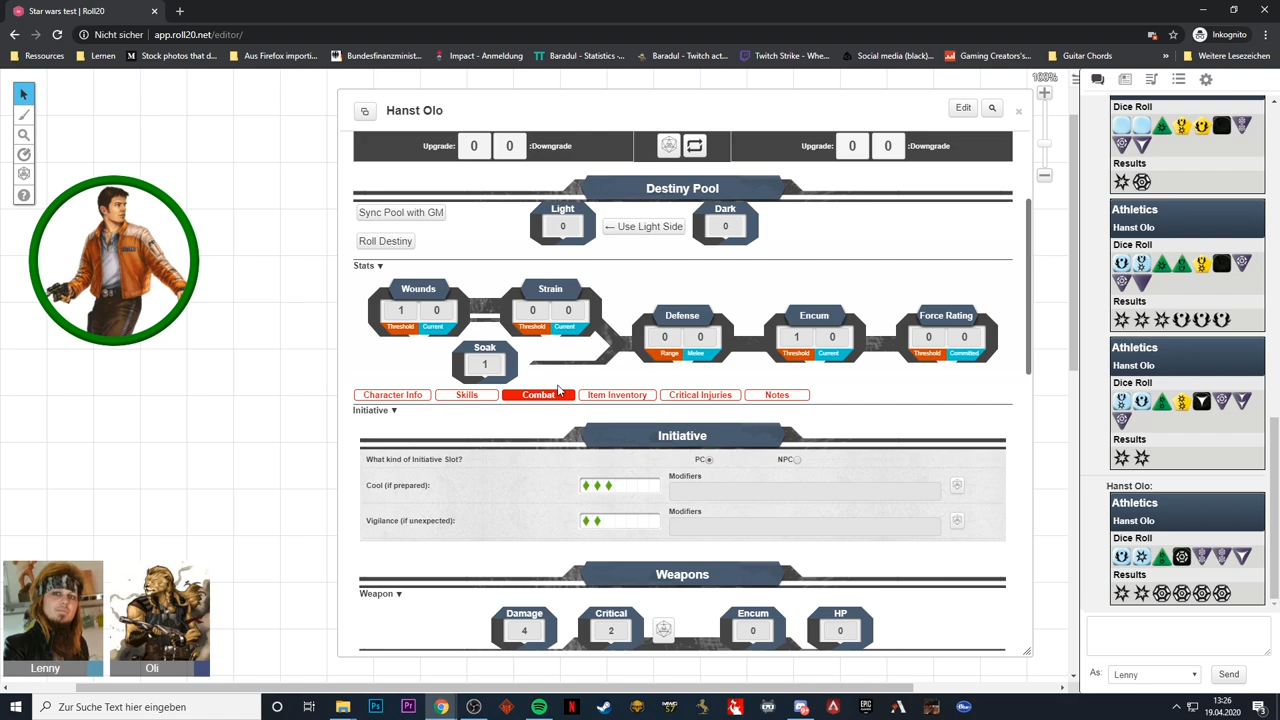 Star wars test | Roll20
Nicht sicher | app.roll20.net/editor/
Inkognito
Ressources
Lernen
Stock photos that d...
Aus Firefox importi...
Bundesfinanzminist...
Impact - Anmeldung
Baradul - Statistics -...
Baradul - Twitch act...
Twitch Strike - Whe...
Social media (black)...
Gaming Creator's...
Guitar Chords
»
Weitere Lesezeichen
100%
Hanst Olo
Edit
Upgrade: 0 0 :Downgrade
Upgrade: 0 0 :Downgrade
Destiny Pool
Sync Pool with GM
Roll Destiny
Light
0
← Use Light Side
Dark
0
Stats ▼
Wounds
1 0
Threshold Current
Strain
0 0
Threshold Current
Soak
1
Defense
0 0
Range Melee
Encum
1 0
Threshold Current
Force Rating
0 0
Threshold Committed
Character Info
Skills
Combat
Item Inventory
Critical Injuries
Notes
Initiative ▼
Initiative
What kind of Initiative Slot?
PC
NPC
Cool (if prepared):
Modifiers
Vigilance (if unexpected):
Modifiers
Weapons
Weapon ▼
Damage
4
Critical
2
Encum
0
HP
0
Lenny
Oli
Dice Roll
Results
Athletics
Hanst Olo
Dice Roll
Results
Athletics
Hanst Olo
Dice Roll
Results
Hanst Olo:
Athletics
Hanst Olo
Dice Roll
Results
As:
Lenny
Send
Zur Suche Text hier eingeben
13:26
19.04.2020